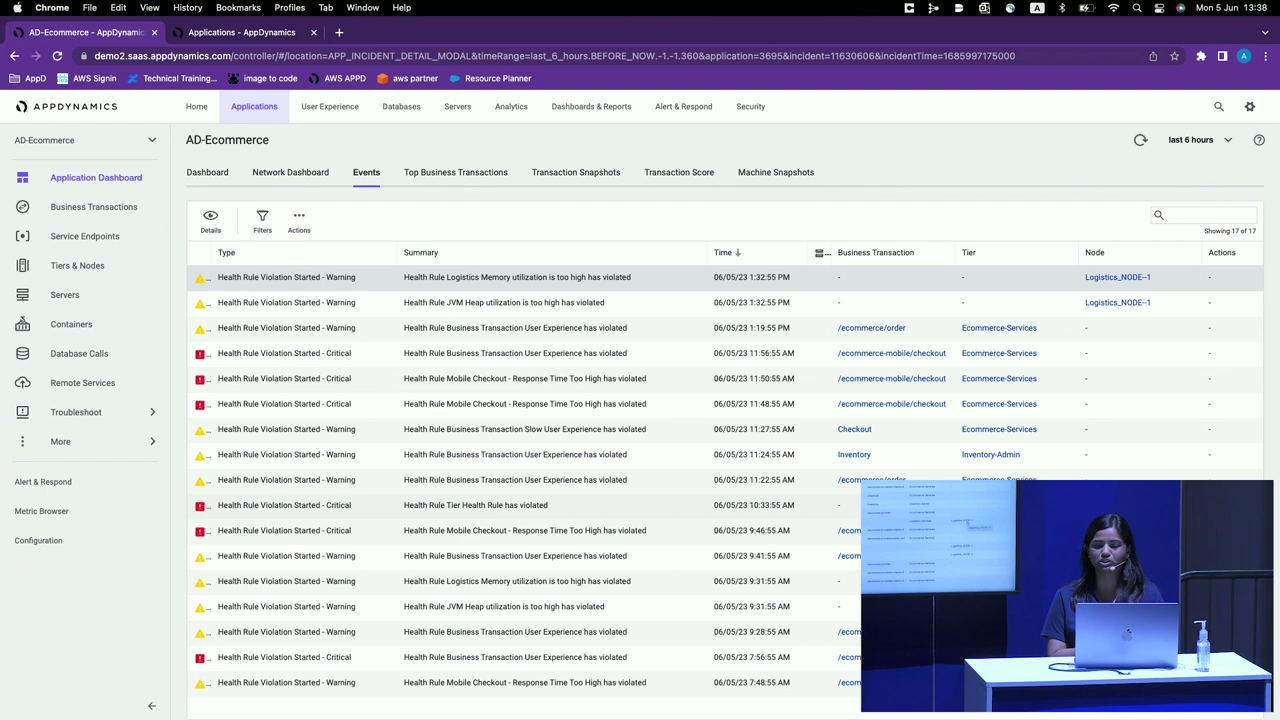 Chrome File Edit View History Bookmarks Profiles Tab Window Help A Mon 5 Jun 13:38
AD-Ecommerce - AppDynami Applications - AppDynamics
demo2.saas.appdynamics.com/controller/#/location=APP_INCIDENT_DETAIL_MODAL&timeRange=last_6_hours.BEFORE_NOW.-1.-1.360&application=3695&incident=11630606&incidentTime=1685997175000 A
AppD AWS Signin Technical Training... image to code AWS APPD aws partner Resource Planner
APPDYNAMICS Home Applications User Experience Databases Servers Analytics Dashboards & Reports Alert & Respond Security
AD-Ecommerce
AD-Ecommerce last 6 hours
Dashboard Network Dashboard Events Top Business Transactions Transaction Snapshots Transaction Score Machine Snapshots
Application Dashboard
Business Transactions
Service Endpoints
Tiers & Nodes
Servers
Containers
Database Calls
Remote Services
Troubleshoot
More
Alert & Respond
Metric Browser
Configuration
Details Filters Actions
Showing 17 of 17
Type Summary Time ... Business Transaction Tier Node Actions
... Health Rule Violation Started - Warning Health Rule Logistics Memory utilization is too high has violated 06/05/23 1:32:55 PM - - Logistics_NODE--1 -
... Health Rule Violation Started - Warning Health Rule JVM Heap utilization is too high has violated 06/05/23 1:32:55 PM - - Logistics_NODE--1 -
... Health Rule Violation Started - Warning Health Rule Business Transaction User Experience has violated 06/05/23 1:19:55 PM /ecommerce/order Ecommerce-Services - -
... Health Rule Violation Started - Critical Health Rule Business Transaction User Experience has violated 06/05/23 11:56:55 AM /ecommerce-mobile/checkout Ecommerce-Services - -
... Health Rule Violation Started - Critical Health Rule Mobile Checkout - Response Time Too High has violated 06/05/23 11:50:55 AM /ecommerce-mobile/checkout Ecommerce-Services - -
... Health Rule Violation Started - Critical Health Rule Mobile Checkout - Response Time Too High has violated 06/05/23 11:48:55 AM /ecommerce-mobile/checkout Ecommerce-Services - -
... Health Rule Violation Started - Warning Health Rule Business Transaction Slow User Experience has violated 06/05/23 11:27:55 AM Checkout Ecommerce-Services - -
... Health Rule Violation Started - Warning Health Rule Business Transaction User Experience has violated 06/05/23 11:24:55 AM Inventory Inventory-Admin - -
... Health Rule Violation Started - Warning Health Rule Business Transaction User Experience has violated 06/05/23 11:22:55 AM /ecommerce/order Ecommerce-Services - -
... Health Rule Violation Started - Critical Health Rule Tier Health Rule has violated 06/05/23 10:33:55 AM
... Health Rule Violation Started - Critical Health Rule Mobile Checkout - Response Time Too High has violated 06/05/23 9:46:55 AM /ecom
... Health Rule Violation Started - Warning Health Rule Business Transaction User Experience has violated 06/05/23 9:41:55 AM /ecom
... Health Rule Violation Started - Warning Health Rule Logistics Memory utilization is too high has violated 06/05/23 9:31:55 AM -
... Health Rule Violation Started - Warning Health Rule JVM Heap utilization is too high has violated 06/05/23 9:31:55 AM -
... Health Rule Violation Started - Warning Health Rule Business Transaction User Experience has violated 06/05/23 9:28:55 AM /ecom
... Health Rule Violation Started - Critical Health Rule Business Transaction User Experience has violated 06/05/23 7:56:55 AM /ecom
... Health Rule Violation Started - Warning Health Rule Mobile Checkout - Response Time Too High has violated 06/05/23 7:48:55 AM /ecom